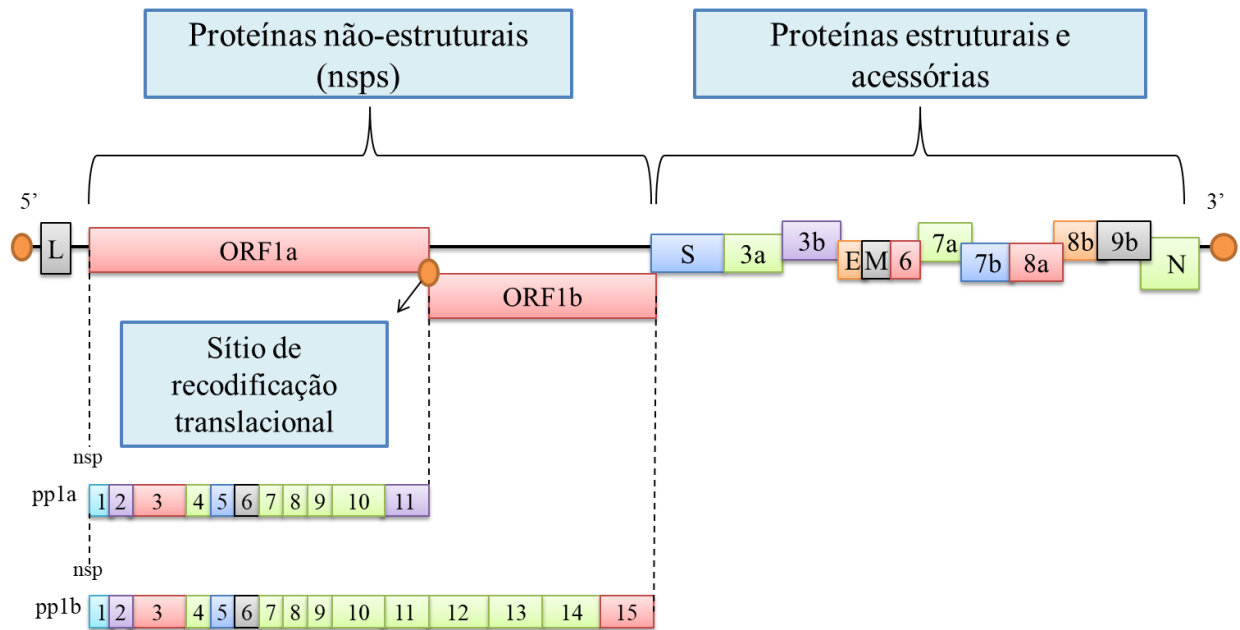 Proteínas não-estruturais
(nsps)
Proteínas estruturais e
acessórias
5’
3’
L
ORF1a
ORF1b
S
3a
3b
E
M
6
7a
7b
8a
8b
9b
N
Sítio de
recodificação
translacional
nsp
pp1a
1 2 3 4 5 6 7 8 9 10 11
nsp
pp1b
1 2 3 4 5 6 7 8 9 10 11 12 13 14 15